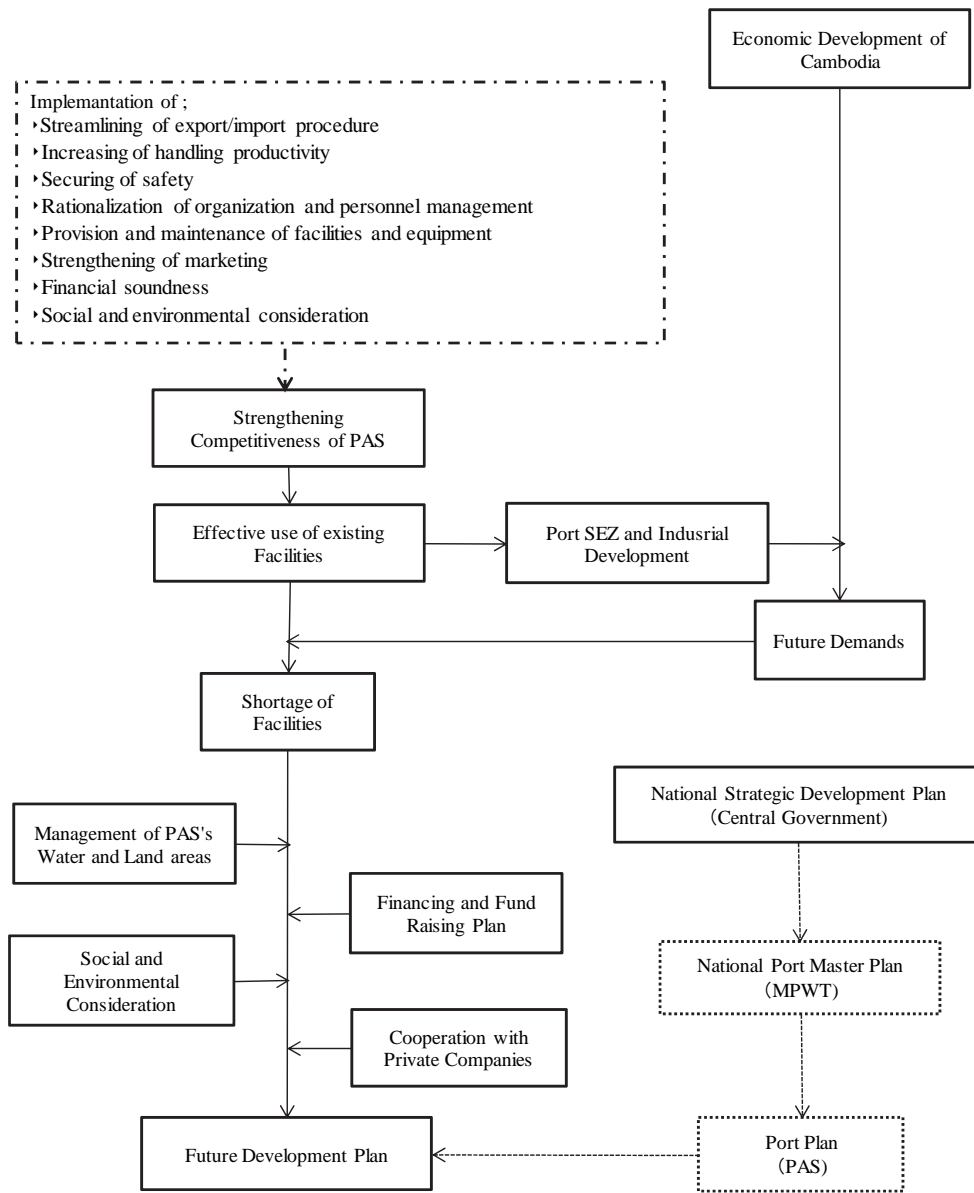 Economic Development of
Cambodia
Implemantation of ;
‣Streamlining of export/import procedure
‣Increasing of handling productivity
‣Securing of safety
‣Rationalization of organization and personnel management
‣Provision and maintenance of facilities and equipment
‣Strengthening of marketing
‣Financial soundness
‣Social and environmental consideration
Strengthening
Competitiveness of PAS
Effective use of existing
Facilities
Port SEZ and Indusrial
Development
Future Demands
Shortage of
Facilities
National Strategic Development Plan
(Central Government)
Management of PAS's
Water and Land areas
Financing and Fund
Raising Plan
Social and
Environmental
Consideration
National Port Master Plan
(MPWT)
Cooperation with
Private Companies
Future Development Plan
Port Plan
(PAS)